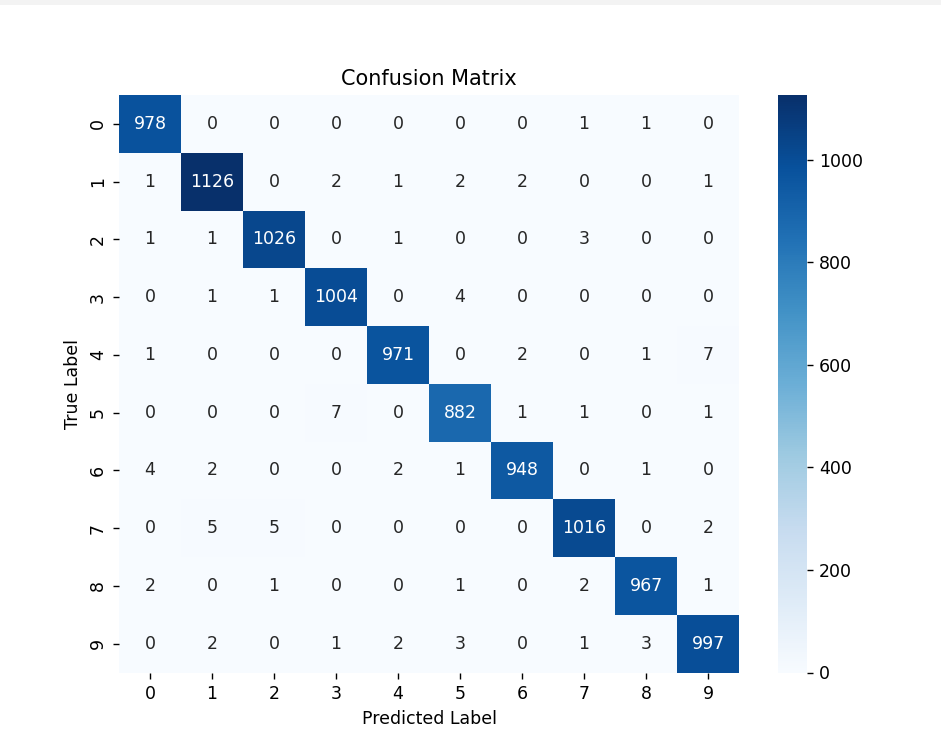 Confusion Matrix
0 978 0 0 0 0 0 0 1 1 0
1 1 1126 0 2 1 2 2 0 0 1
2 1 1 1026 0 1 0 0 3 0 0
3 0 1 1 1004 0 4 0 0 0 0
4 1 0 0 0 971 0 2 0 1 7
5 0 0 0 7 0 882 1 1 0 1
6 4 2 0 0 2 1 948 0 1 0
7 0 5 5 0 0 0 0 1016 0 2
8 2 0 1 0 0 1 0 2 967 1
9 0 2 0 1 2 3 0 1 3 997
0 1 2 3 4 5 6 7 8 9
Predicted Label
True Label
1000
800
600
400
200
0